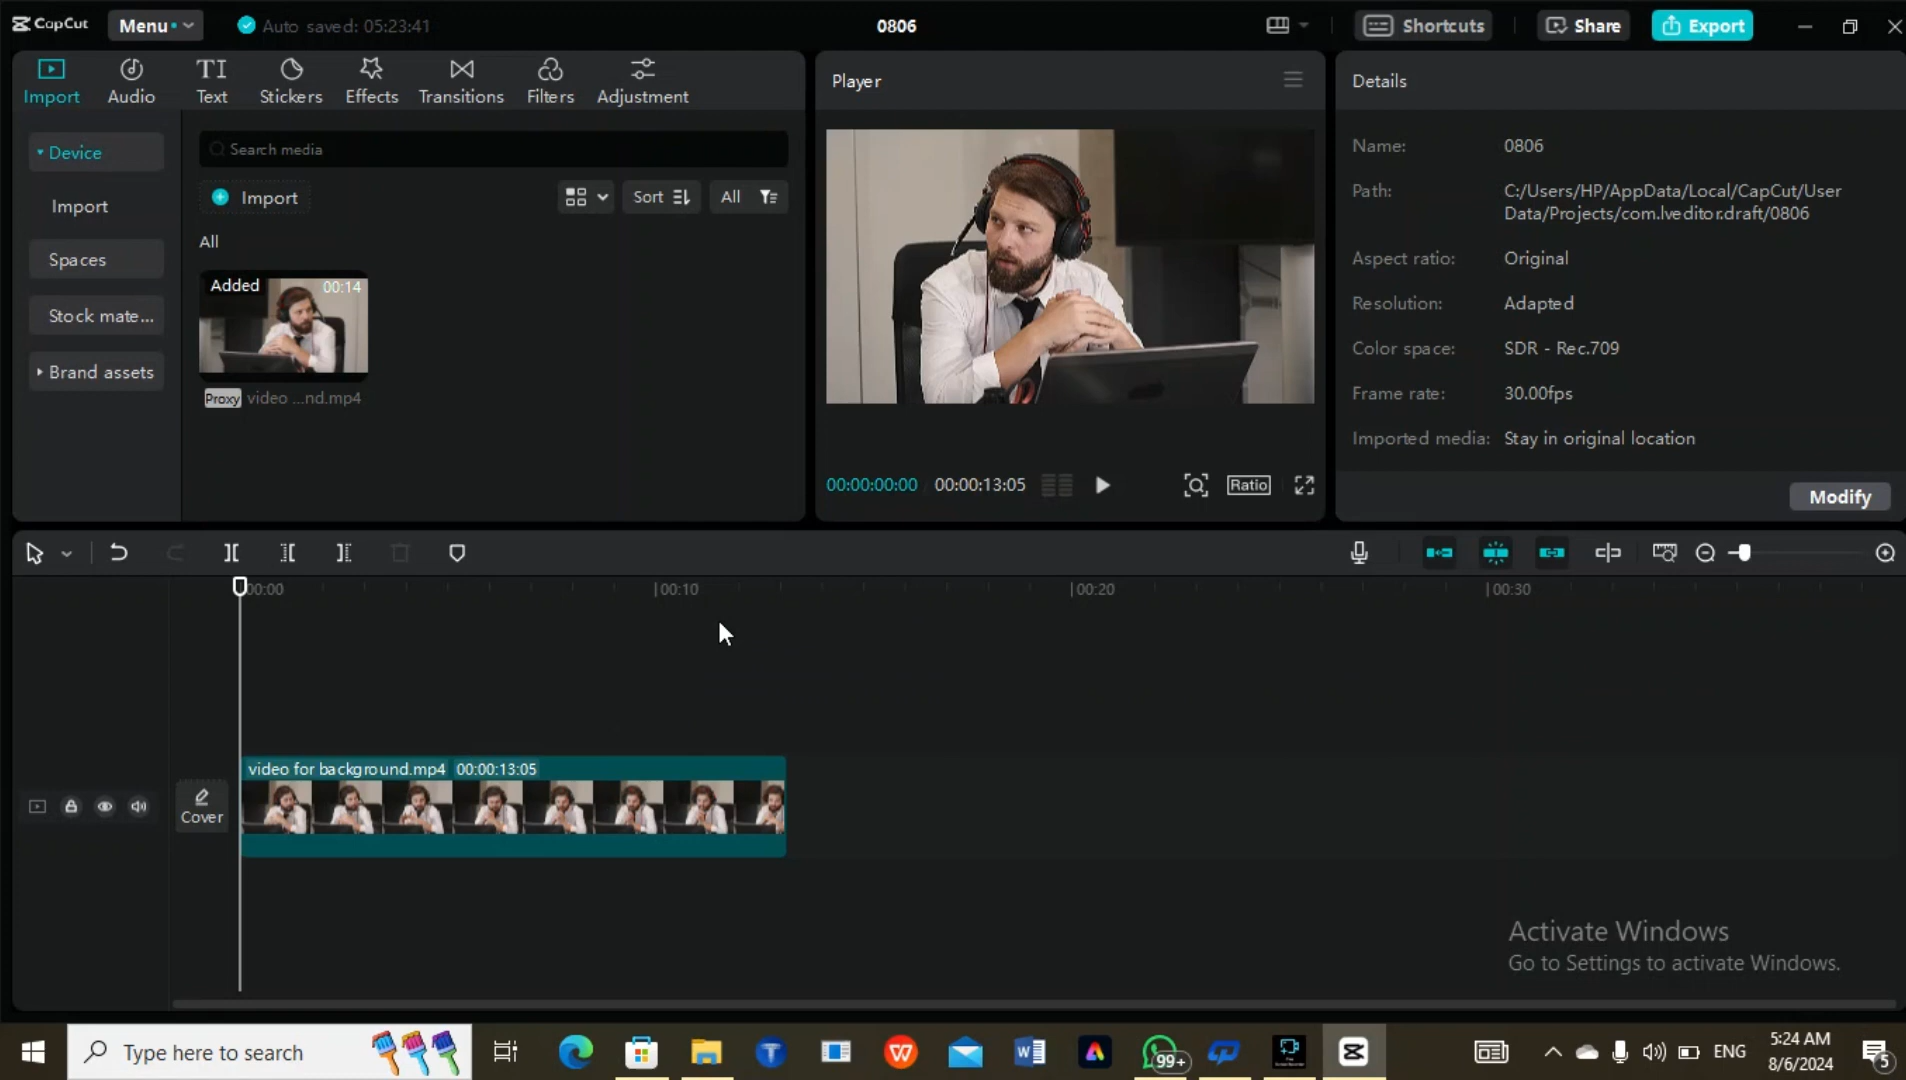 CapCut
Menu
Auto saved: 05:23:41
0806
Shortcuts
Share
Export
Import
Audio
TI
Text
Stickers
Effects
Transitions
Filters
Adjustment
Device
Import
Spaces
Stock mate...
Brand assets
Search media
Import
Sort
All
All
Added
00:14
Proxy
video ...nd.mp4
Player
00:00:00:00
00:00:13:05
Ratio
Details
Name:
0806
Path:
C:/Users/HP/AppData/Local/CapCut/User
Data/Projects/com.lveditor.draft/0806
Aspect ratio:
Original
Resolution:
Adapted
Color space:
SDR - Rec.709
Frame rate:
30.00fps
Imported media:
Stay in original location
Modify
00:00
00:10
00:20
00:30
video for background.mp4
00:00:13:05
Cover
Activate Windows
Go to Settings to activate Windows.
Type here to search
99+
ENG
5:24 AM
8/6/2024
5